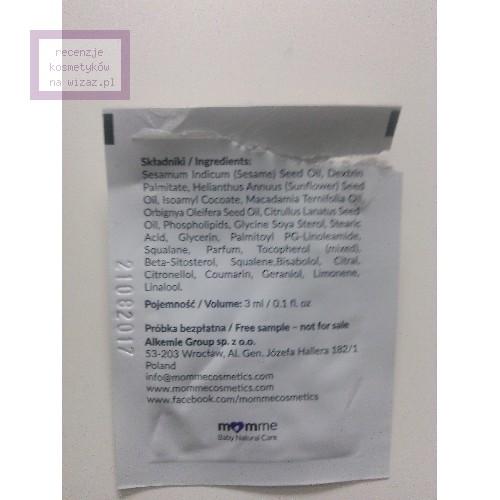 recenzje
kosmetyków
na wizaz.pl
Składniki / Ingredients:
Sesamum Indicum (Sesame) Seed Oil, Dextrin
Palmitate, Helianthus Annuus (Sunflower) Seed
Oil, Isoamyl Cocoate, Macadamia Ternifolia Oil,
Orbignya Oleifera Seed Oil, Citrullus Lanatus Seed
Oil, Phospholipids, Glycine Soya Sterol, Stearic
Acid, Glycerin, Palmitoyl PG-Linoleamide,
Squalane, Parfum, Tocopherol (mixed),
Beta-Sitosterol, Squalene,Bisabolol, Citral,
Citronellol, Coumarin, Geraniol, Limonene,
Linalool.
Pojemność / Volume: 3 ml / 0.1 fl. oz
Próbka bezpłatna / Free sample – not for sale
Alkemie Group sp. z o.o.
53-203 Wrocław, Al. Gen. Józefa Hallera 182/1
Poland
info@mommecosmetics.com
www.mommecosmetics.com
www.facebook.com/mommecosmetics
momme
Baby Natural Care
21082017